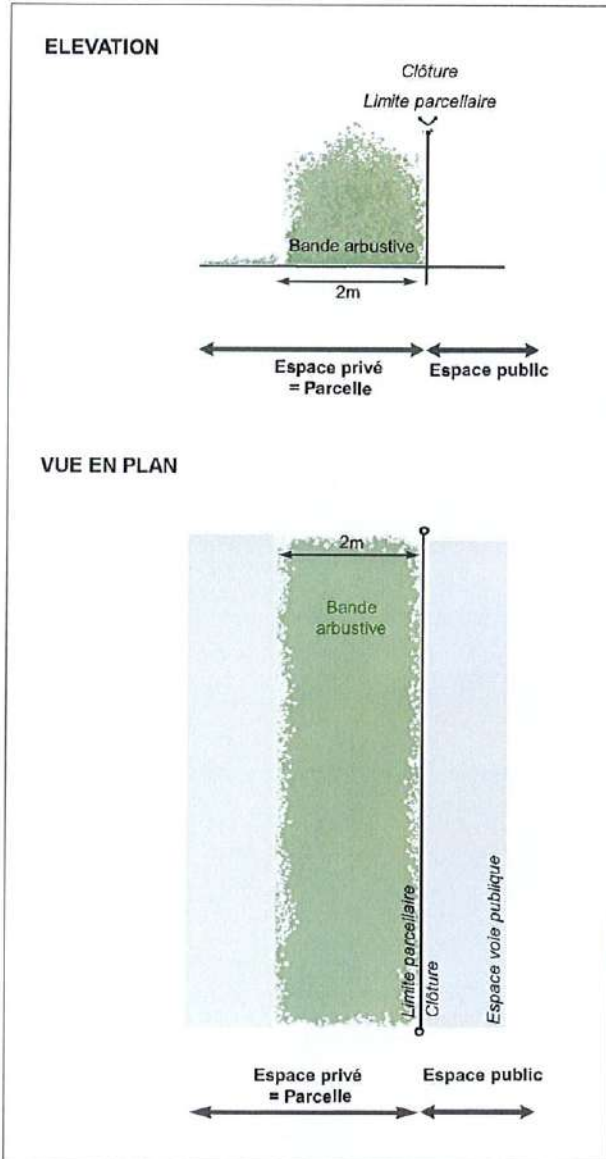 ELEVATION
Clôture
Limite parcellaire
Bande arbustive
2m
Espace privé
= Parcelle
Espace public
VUE EN PLAN
2m
Bande
arbustive
Limite parcellaire
Clôture
Espace voie publique
Espace privé
= Parcelle
Espace public